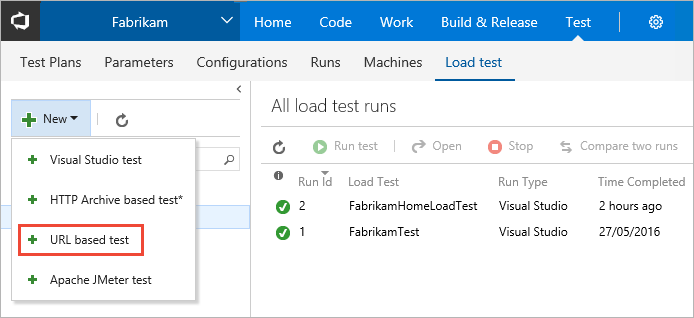 Fabrikam Home Code Work Build & Release Test
Test Plans Parameters Configurations Runs Machines Load test
New
Visual Studio test
HTTP Archive based test*
URL based test
Apache JMeter test
All load test runs
Run test Open Stop Compare two runs
Run Id Load Test Run Type Time Completed
2 FabrikamHomeLoadTest Visual Studio 2 hours ago
1 FabrikamTest Visual Studio 27/05/2016